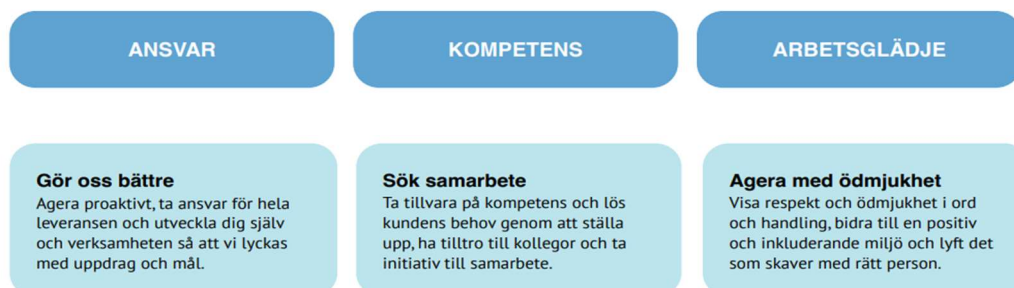 ANSVAR
KOMPETENS
ARBETSGLÄDJE
Gör oss bättre
Agera proaktivt, ta ansvar för hela
leveransen och utveckla dig själv
och verksamheten så att vi lyckas
med uppdrag och mål.
Sök samarbete
Ta tillvara på kompetens och lös
kundens behov genom att ställa
upp, ha tilltro till kollegor och ta
initiativ till samarbete.
Agera med ödmjukhet
Visa respekt och ödmjukhet i ord
och handling, bidra till en positiv
och inkluderande miljö och lyft det
som skaver med rätt person.